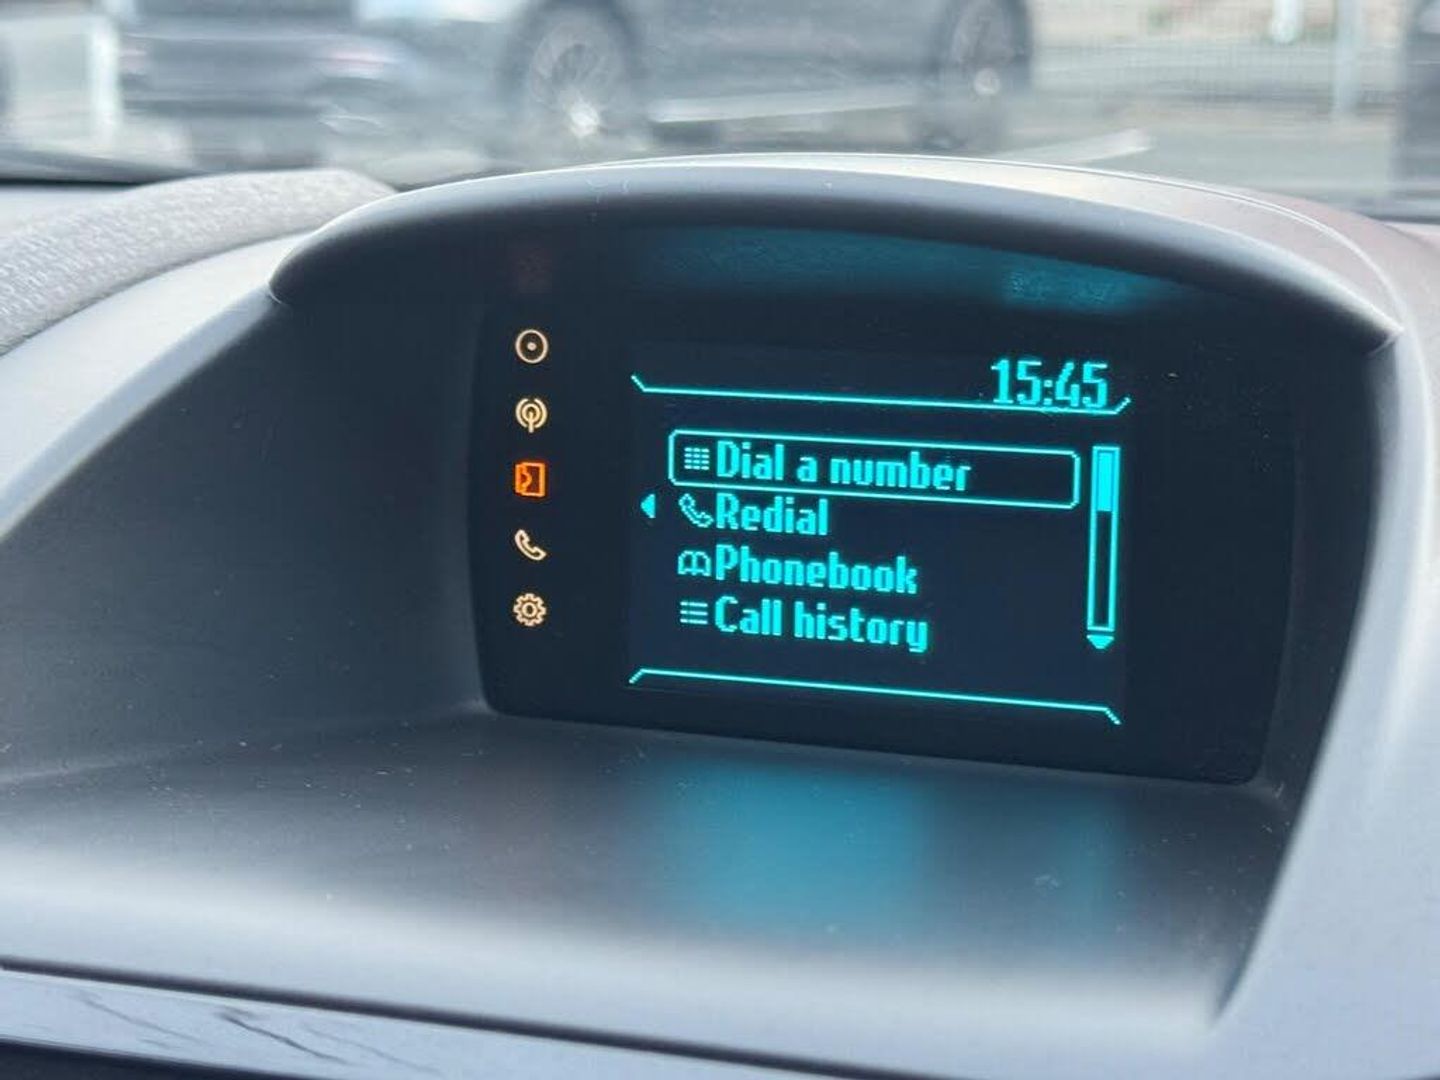 15:45
Dial a number
Redial
Phonebook
Call history